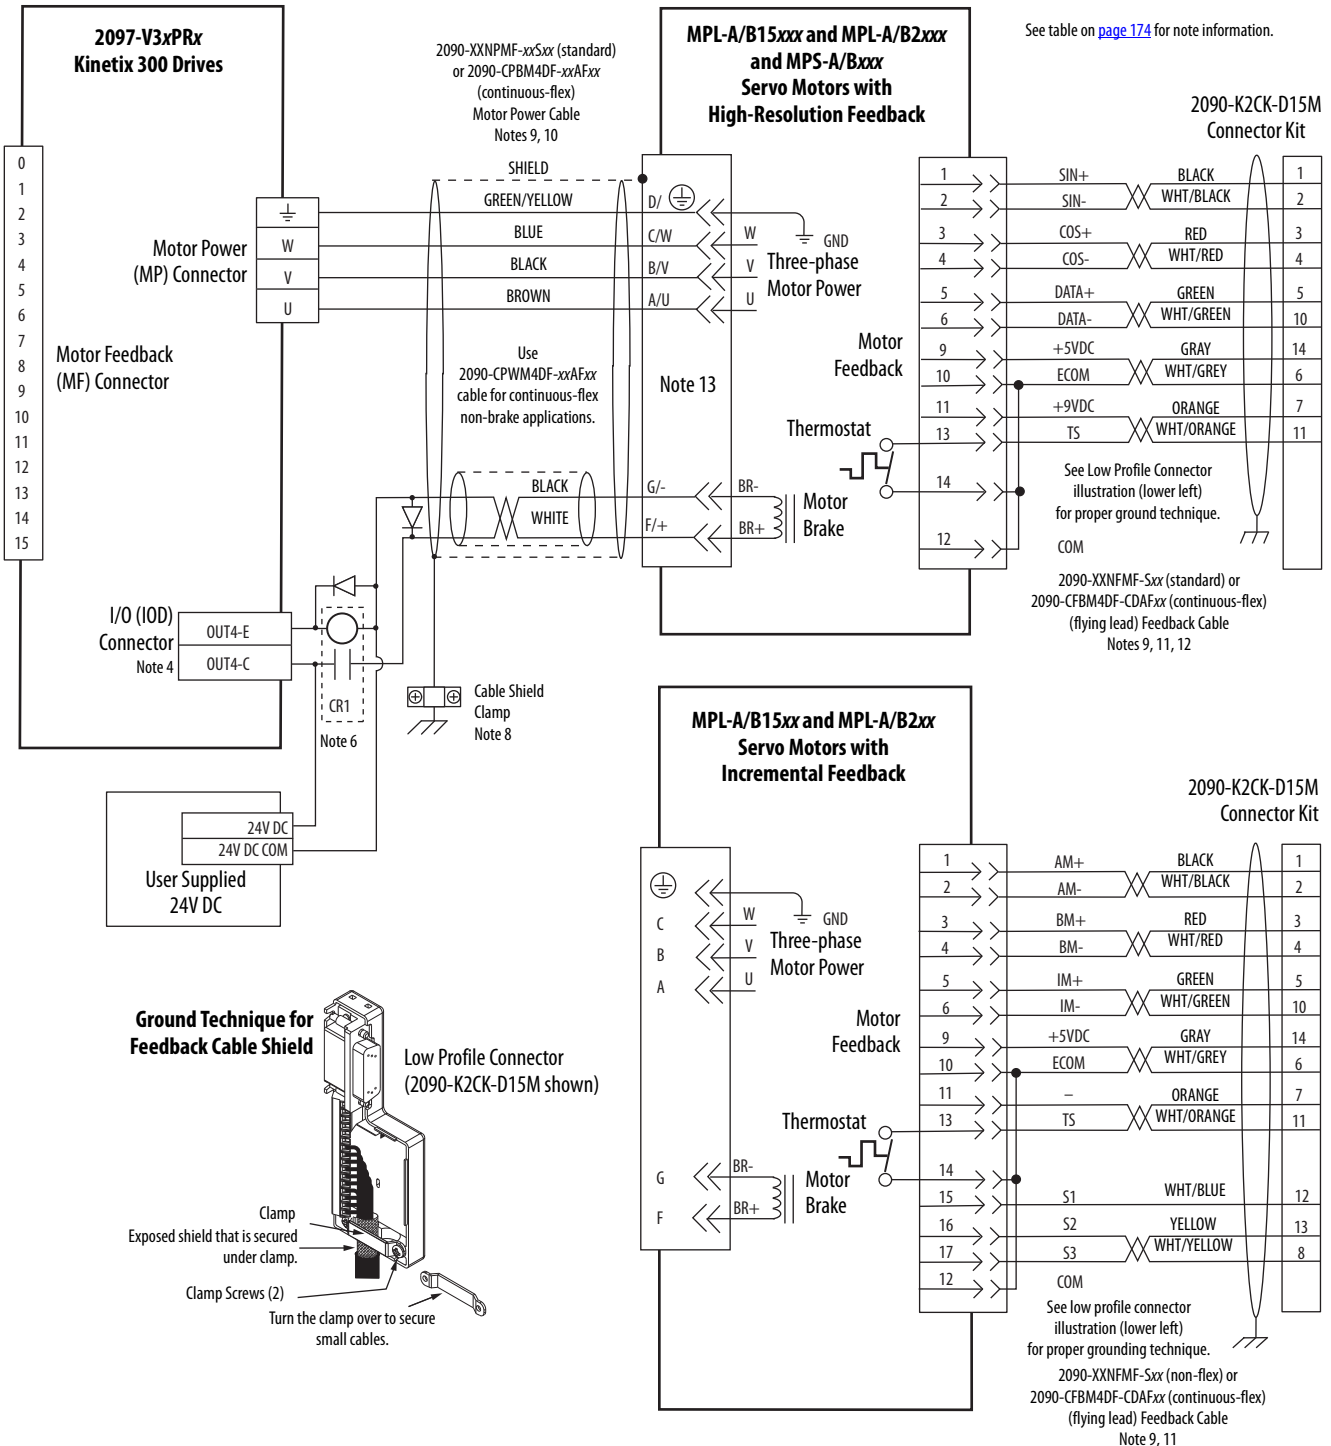 2097-V3xPRx
Kinetix 300 Drives
0
1
2
3
4
5
6
7
8
9
10
11
12
13
14
15
Motor Power
(MP) Connector
W
V
U
Motor Feedback
(MF) Connector
I/O (IOD)
Connector
Note 4
OUT4-E
OUT4-C
CR1
Note 6
24V DC
24V DC COM
User Supplied
24V DC
2090-XXNPMF-xxSxx (standard)
or 2090-CPBM4DF-xxAFxx
(continuous-flex)
Motor Power Cable
Notes 9, 10
SHIELD
GREEN/YELLOW
BLUE
BLACK
BROWN
Use
2090-CPWM4DF-xxAFxx
cable for continuous-flex
non-brake applications.
BLACK
WHITE
Cable Shield
Clamp
Note 8
MPL-A/B15xxx and MPL-A/B2xxx
and MPS-A/Bxxx
Servo Motors with
High-Resolution Feedback
D/
C/W
B/V
A/U
Note 13
G/-
F/+
W
V
U
GND
Three-phase
Motor Power
Motor
Feedback
Thermostat
BR-
BR+
Motor
Brake
1
2
3
4
5
6
9
10
11
13
14
12
See table on page 174 for note information.
2090-K2CK-D15M
Connector Kit
SIN+ BLACK 1
SIN- WHT/BLACK 2
COS+ RED 3
COS- WHT/RED 4
DATA+ GREEN 5
DATA- WHT/GREEN 10
+5VDC GRAY 14
ECOM WHT/GREY 6
+9VDC ORANGE 7
TS WHT/ORANGE 11
See Low Profile Connector
illustration (lower left)
for proper ground technique.
COM
2090-XXNFMF-Sxx (standard) or
2090-CFBM4DF-CDAFxx (continuous-flex)
(flying lead) Feedback Cable
Notes 9, 11, 12
MPL-A/B15xx and MPL-A/B2xx
Servo Motors with
Incremental Feedback
C
B
A
G
F
W
V
U
GND
Three-phase
Motor Power
Motor
Feedback
Thermostat
BR-
BR+
Motor
Brake
1
2
3
4
5
6
9
10
11
13
14
15
16
17
12
2090-K2CK-D15M
Connector Kit
AM+ BLACK 1
AM- WHT/BLACK 2
BM+ RED 3
BM- WHT/RED 4
IM+ GREEN 5
IM- WHT/GREEN 10
+5VDC GRAY 14
ECOM WHT/GREY 6
– ORANGE 7
TS WHT/ORANGE 11
S1 WHT/BLUE 12
S2 YELLOW 13
S3 WHT/YELLOW 8
COM
See low profile connector
illustration (lower left)
for proper grounding technique.
2090-XXNFMF-Sxx (non-flex) or
2090-CFBM4DF-CDAFxx (continuous-flex)
(flying lead) Feedback Cable
Note 9, 11
Ground Technique for
Feedback Cable Shield
Low Profile Connector
(2090-K2CK-D15M shown)
Clamp
Exposed shield that is secured
under clamp.
Clamp Screws (2)
Turn the clamp over to secure
small cables.